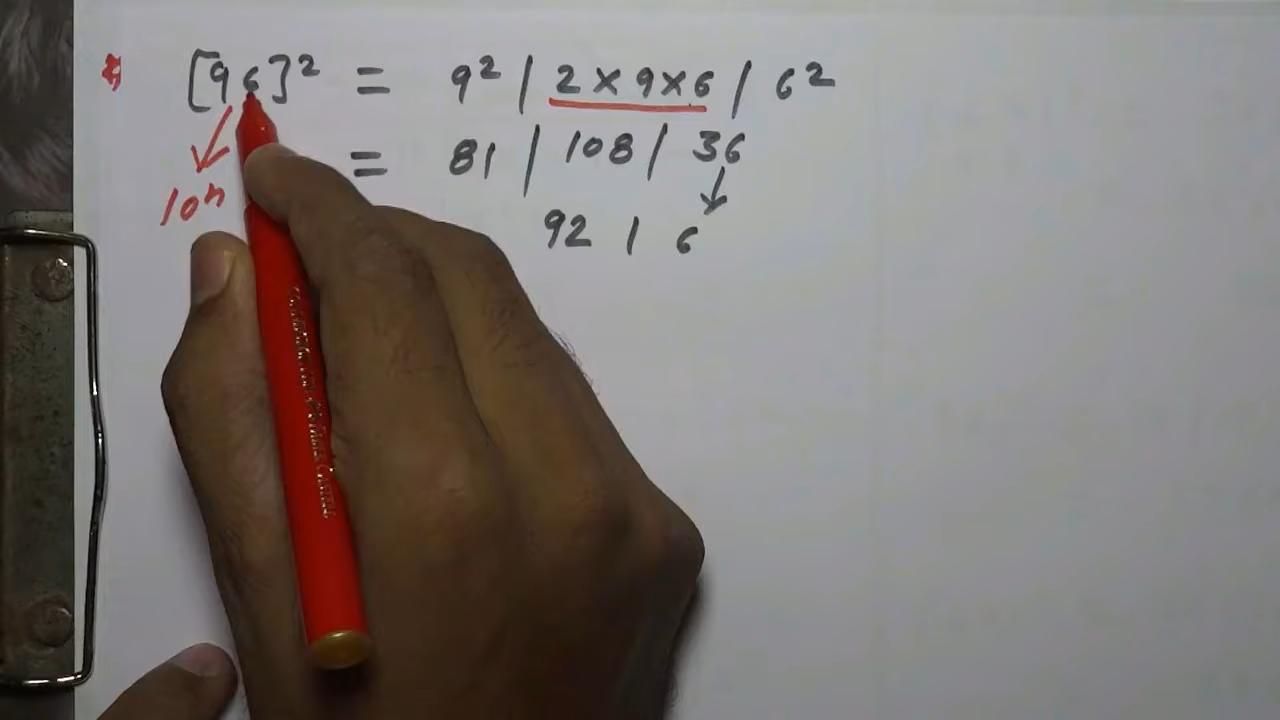 [96]² = 9² / 2×9×6 / 6²
= 81 / 108 / 36
10ⁿ
92 / 6